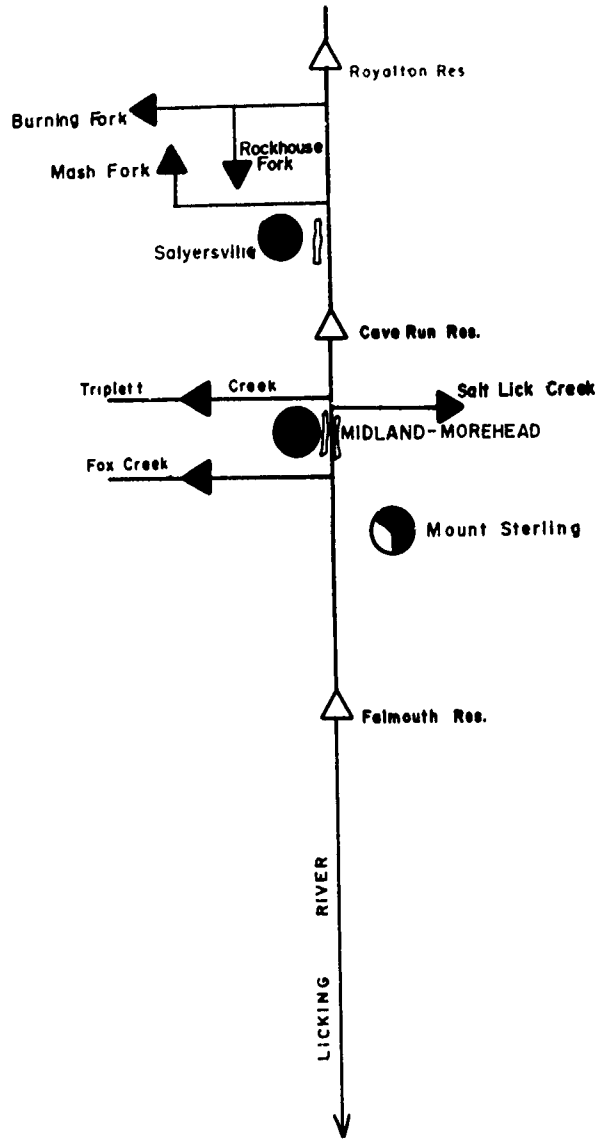 Royalton Res
Burning Fork
Rockhouse
Fork
Mash Fork
Salyersville
Cave Run Res.
Triplett Creek
Salt Lick Creek
MIDLAND-MOREHEAD
Fox Creek
Mount Sterling
Falmouth Res.
LICKING RIVER